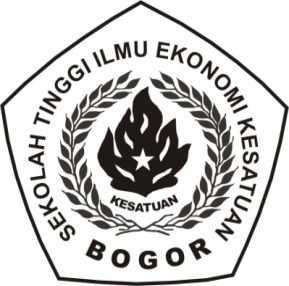 SEKOLAH TINGGI ILMU EKONOMI KESATUAN
KESATUAN
BOGOR